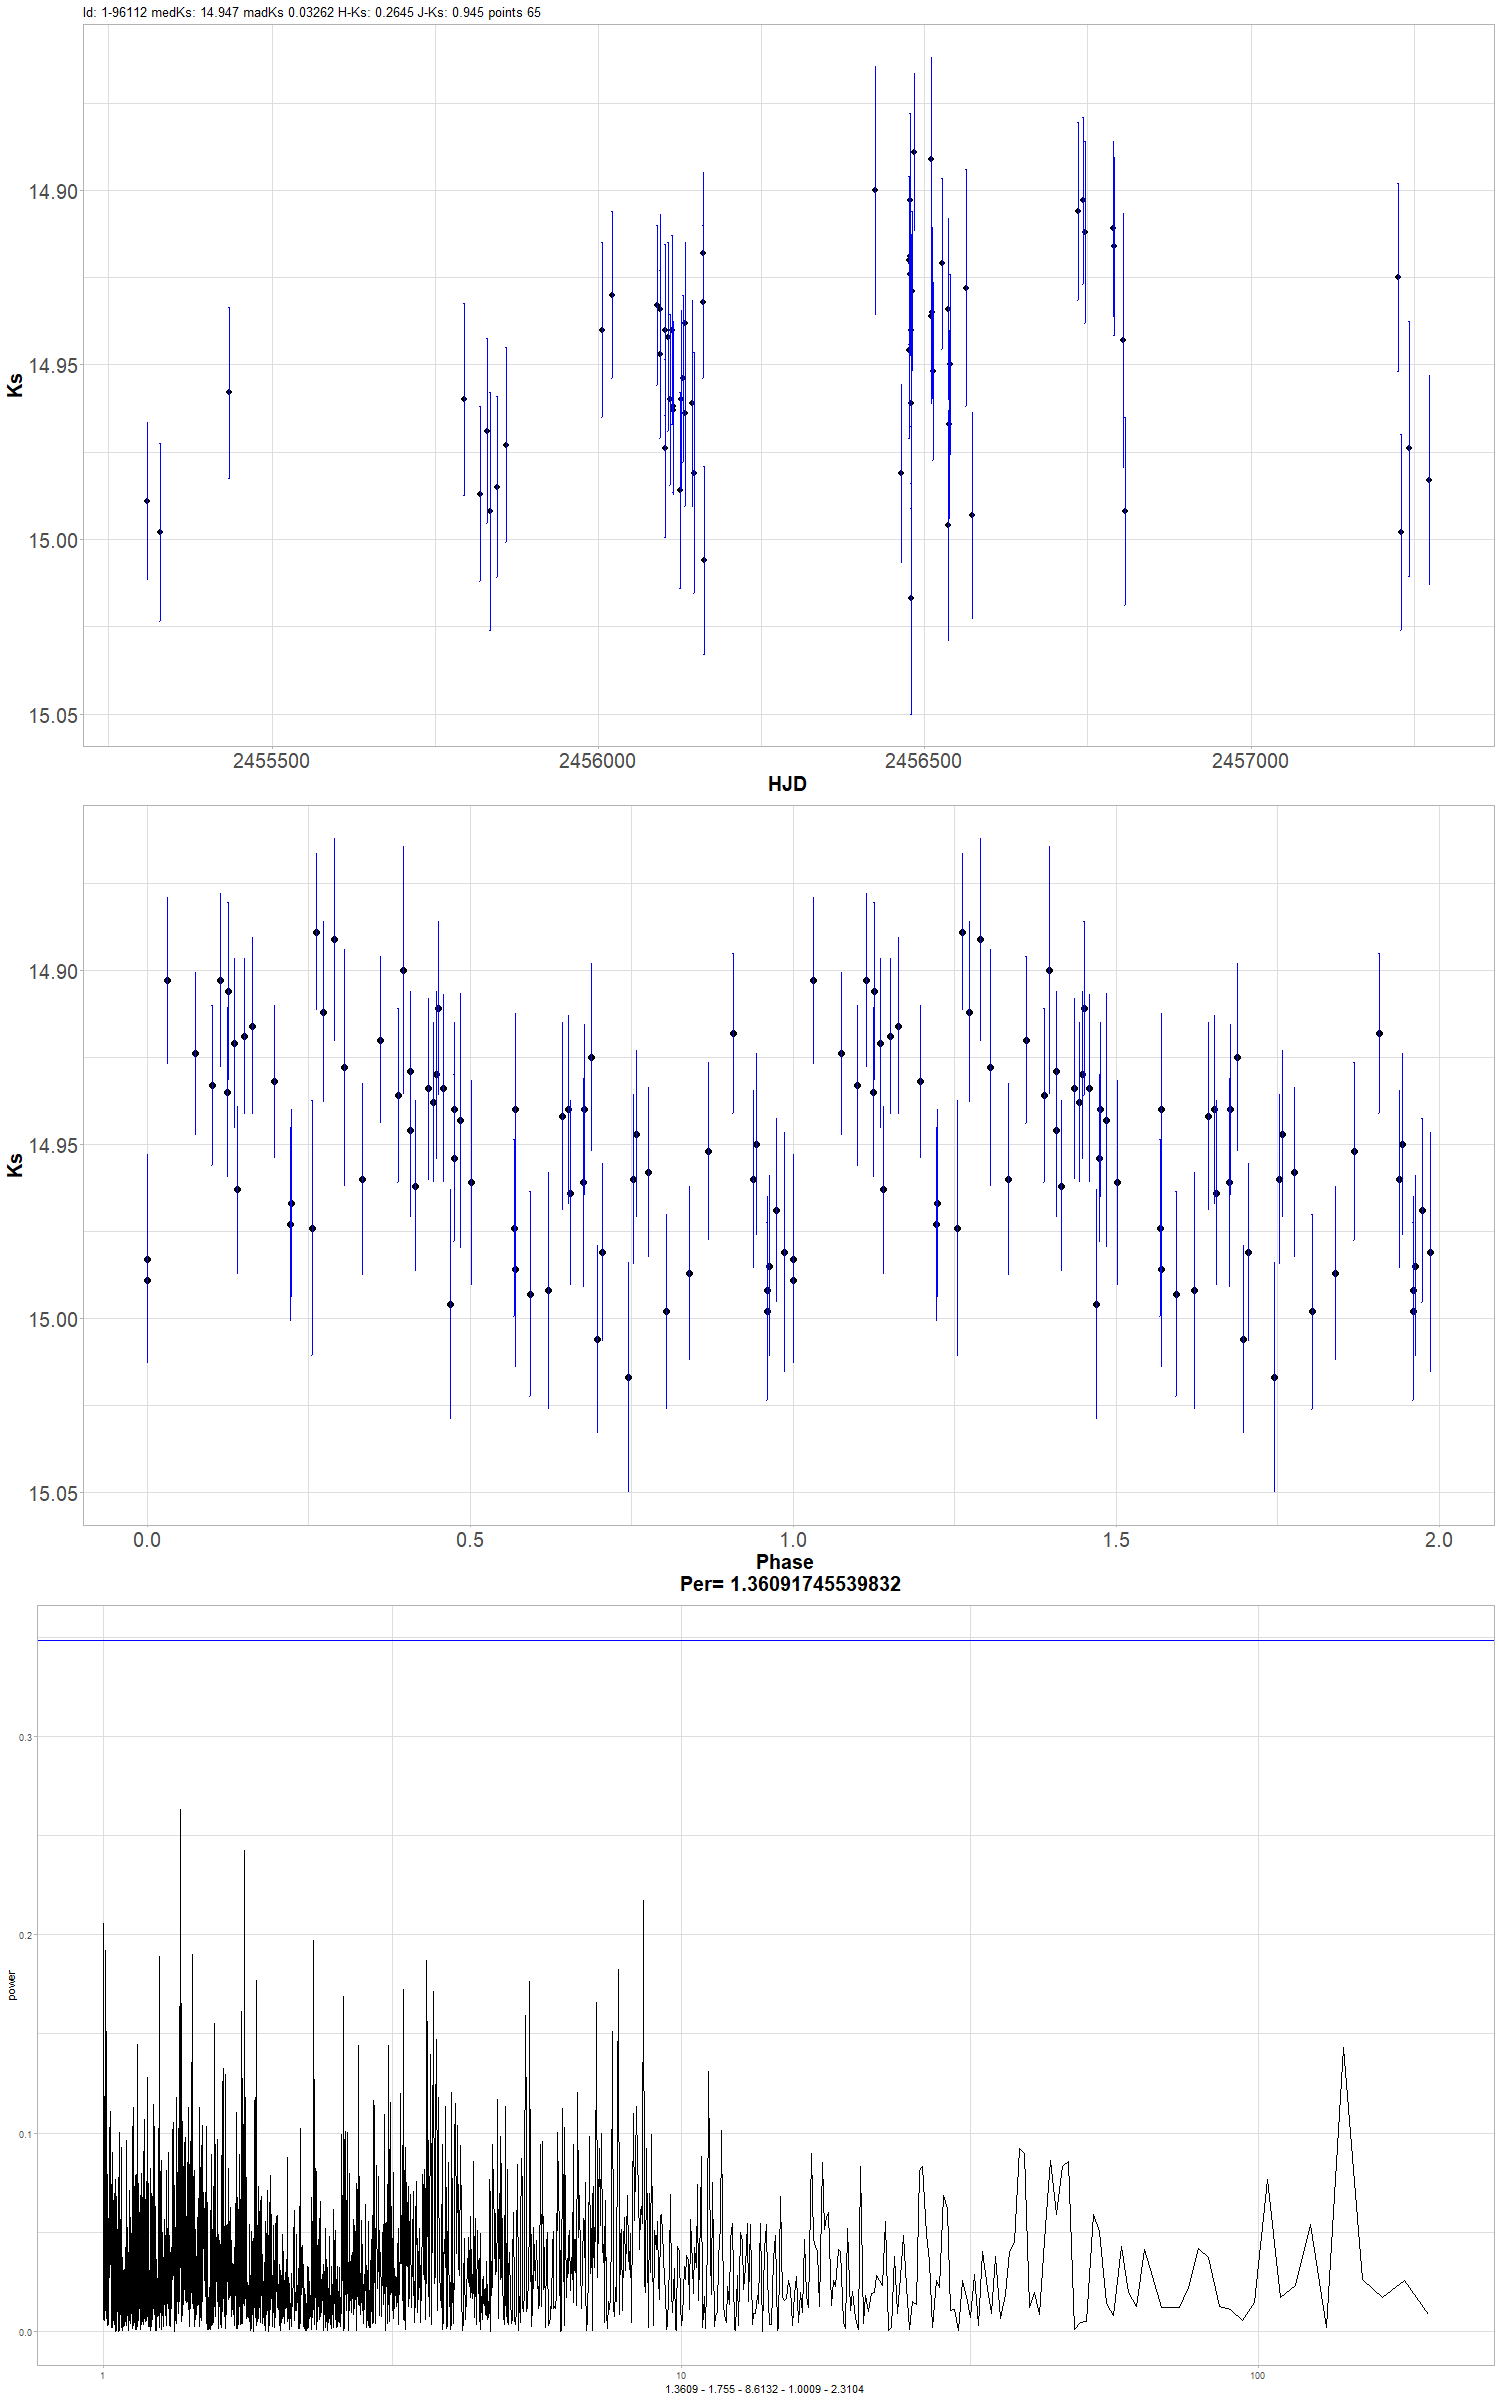 Id: 1-96112 medKs: 14.947 madKs 0.03262 H-Ks: 0.2645 J-Ks: 0.945 points 65
14.90
14.95
15.00
15.05
Ks
2455500 2456000 2456500 2457000
HJD
14.90
14.95
15.00
15.05
Ks
0.0 0.5 1.0 1.5 2.0
Phase
Per= 1.36091745539832
0.3
0.2
0.1
0.0
power
1 10 100
1.3609 - 1.755 - 8.6132 - 1.0009 - 2.3104